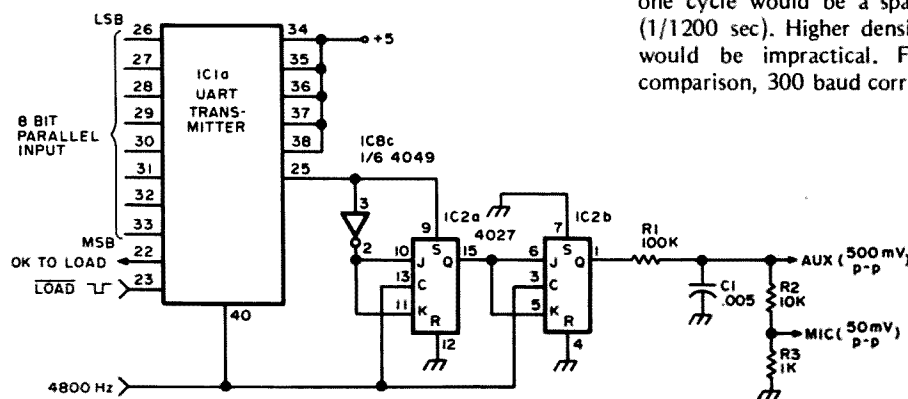 one cycle would be a spa
(1/1200 sec). Higher densi
would be impractical. F
comparison, 300 baud corr
LSB
26
27
28
29
30
31
32
33
MSB
22
23
8 BIT
PARALLEL
INPUT
OK TO LOAD
LOAD
IC1a
UART
TRANS-
MITTER
34
35
36
37
38
25
40
+5
IC8c
1/6 4049
3
2
IC2a
4027
9
S
10
J
Q
15
13
C
11
K
R
12
IC2b
7
S
6
J
Q
1
3
C
5
K
R
4
R1
100K
C1
.005
R2
10K
R3
1K
AUX (500mV p-p)
MIC (50mV p-p)
4800 Hz